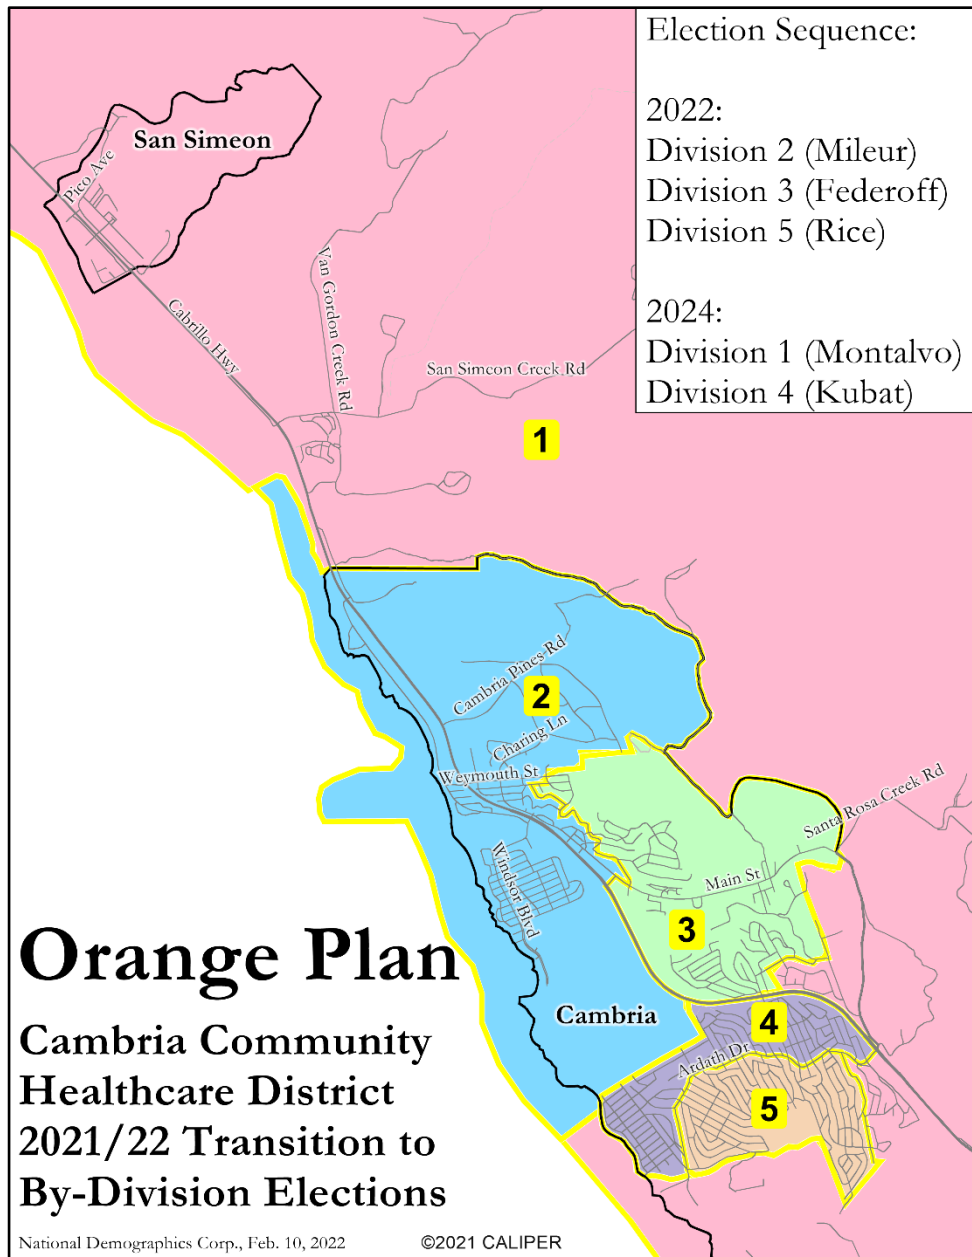 Election Sequence:
2022:
Division 2 (Mileur)
Division 3 (Federoff)
Division 5 (Rice)
2024:
Division 1 (Montalvo)
Division 4 (Kubat)
San Simeon
Pico Ave
Van Gordon Creek Rd
Cabrillo Hwy
San Simeon Creek Rd
1
Cambria Pines Rd
2
Charing Ln
Weymouth St
Santa Rosa Creek Rd
Windsor Blvd
Main St
3
Cambria
4
Ardath Dr
5
Orange Plan
Cambria Community
Healthcare District
2021/22 Transition to
By-Division Elections
National Demographics Corp., Feb. 10, 2022
©2021 CALIPER